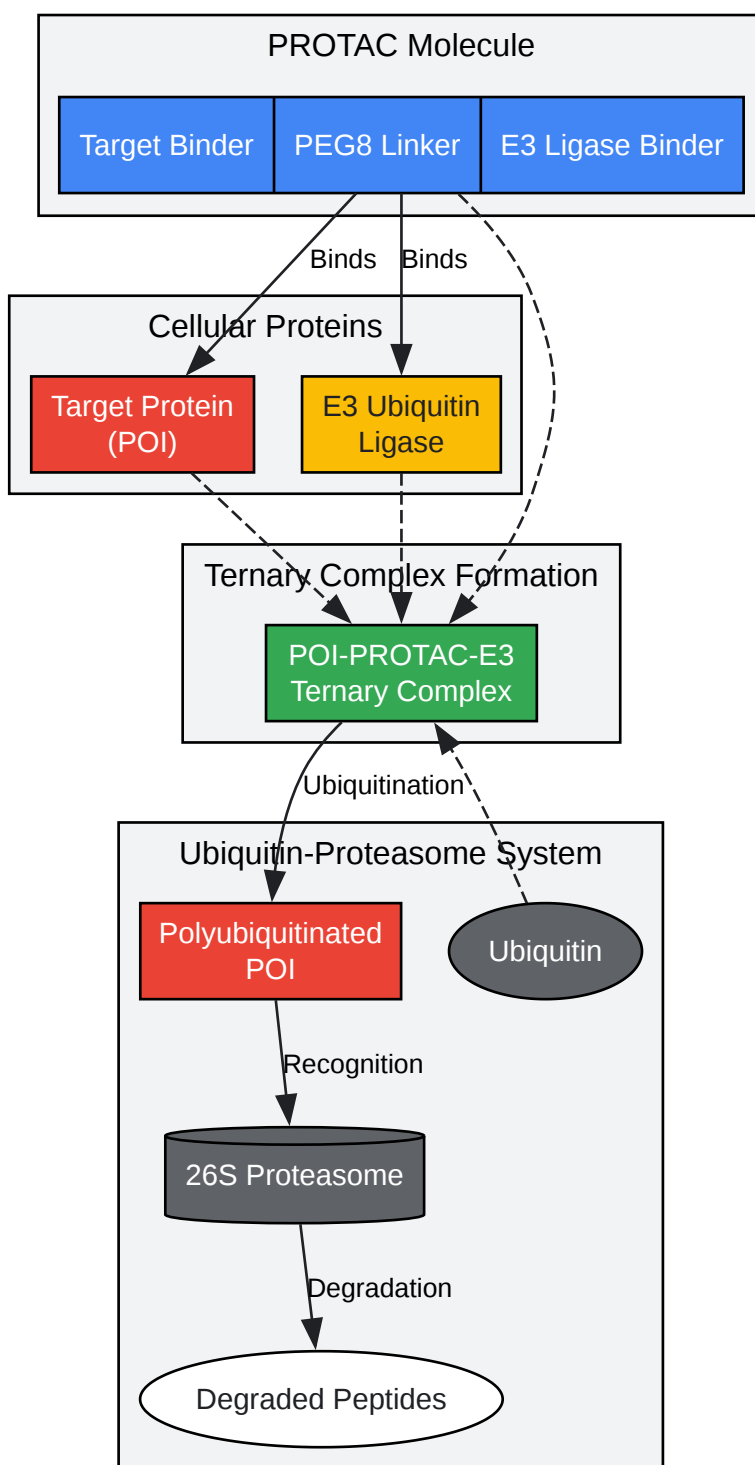 PROTAC Molecule
Target Binder
PEG8 Linker
E3 Ligase Binder
Binds
Binds
Cellular Proteins
Target Protein
(POI)
E3 Ubiquitin
Ligase
Ternary Complex Formation
POI-PROTAC-E3
Ternary Complex
Ubiquitination
Ubiquitin-Proteasome System
Polyubiquitinated
POI
Ubiquitin
Recognition
26S Proteasome
Degradation
Degraded Peptides